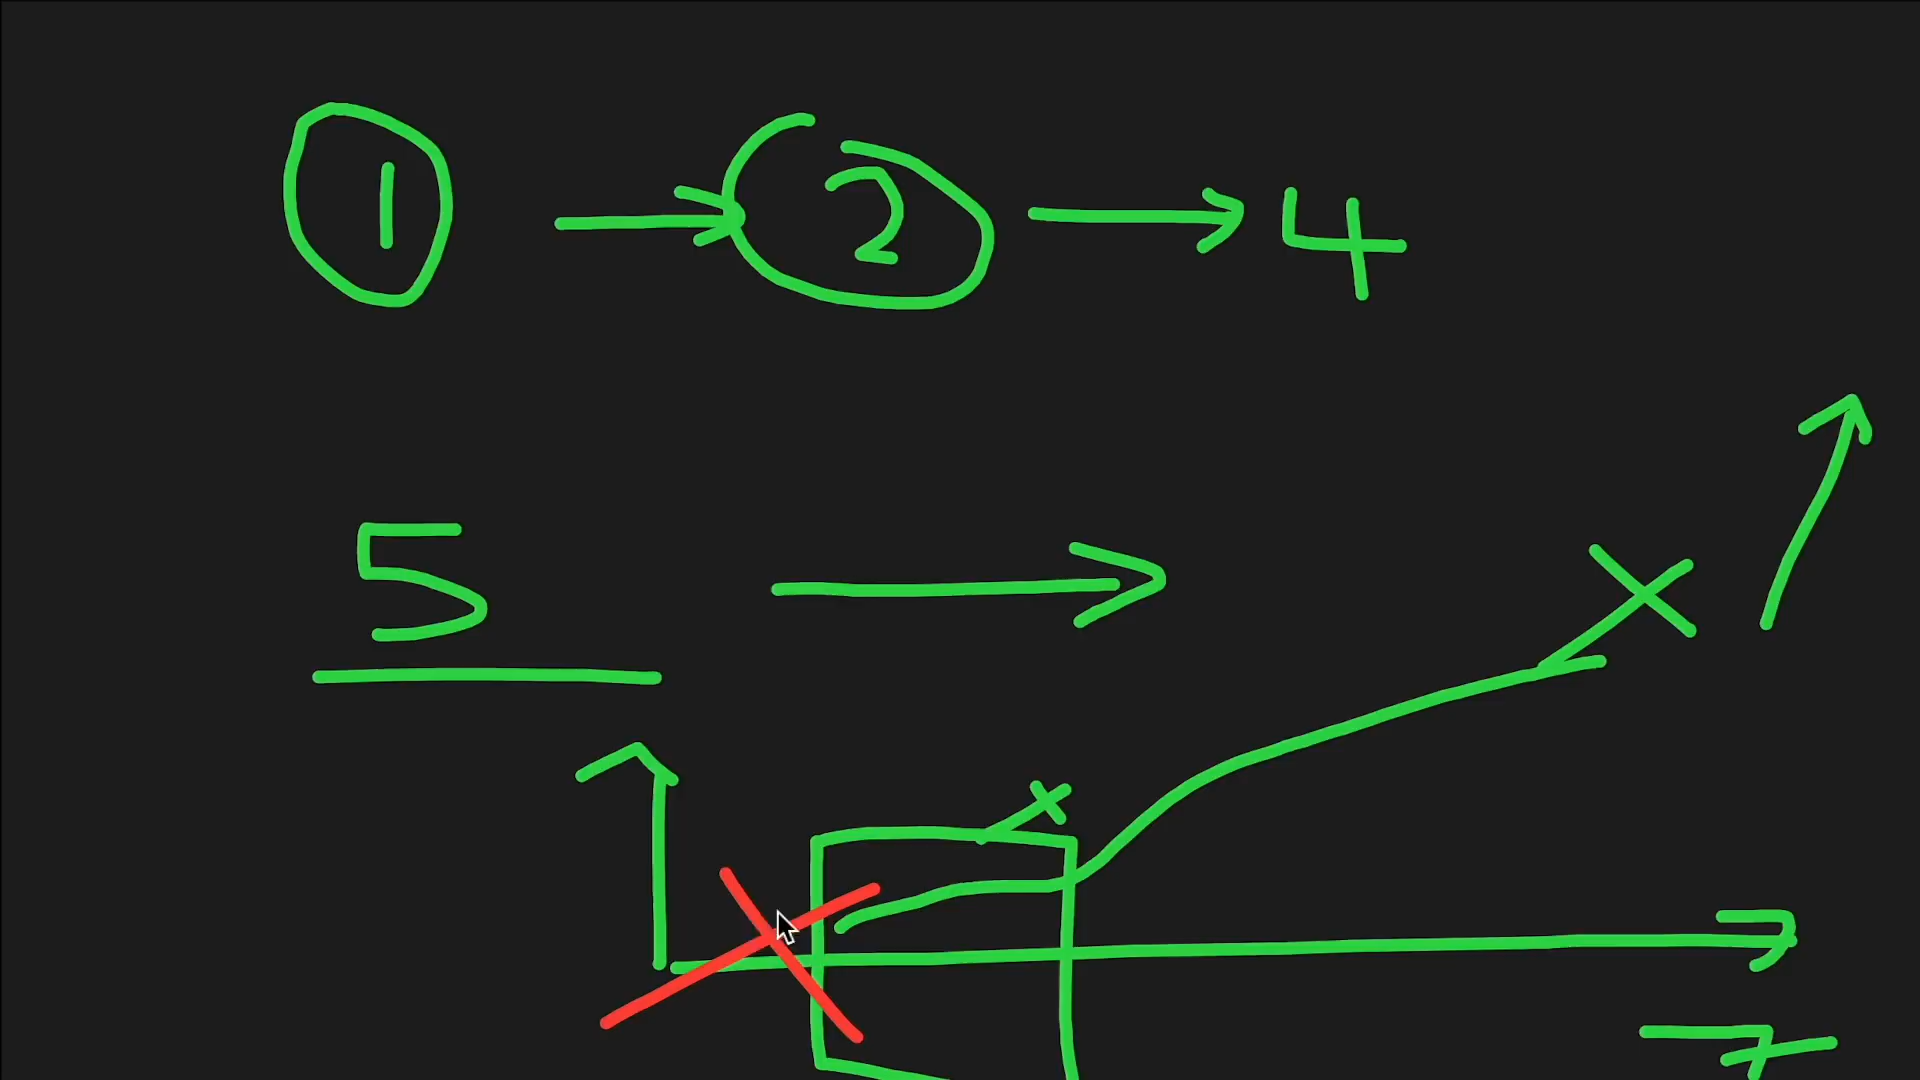 1 → 2 → 4
5 →
x
x
7